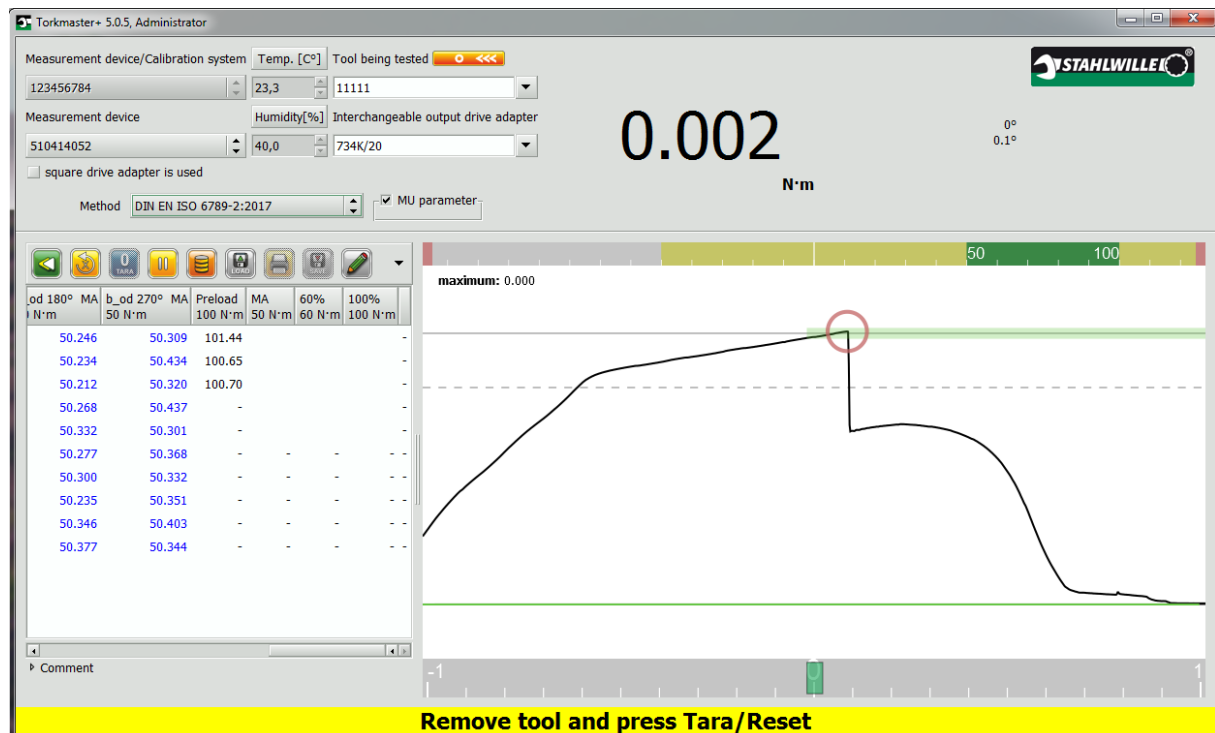 Torkmaster+ 5.0.5, Administrator
Measurement device/Calibration system Temp. [C°] Tool being tested <<<
123456784 23,3 11111
Measurement device Humidity[%] Interchangeable output drive adapter
510414052 40,0 734K/20
square drive adapter is used
Method DIN EN ISO 6789-2:2017 MU parameter
0.002
N·m
0°
0.1°
STAHLWILLE®
0
TARA
LOAD
SAVE
_od 180° MA b_od 270° MA Preload MA 60% 100%
N·m 50 N·m 100 N·m 50 N·m 60 N·m 100 N·m
50.246 50.309 101.44 -
50.234 50.434 100.65 -
50.212 50.320 100.70 -
50.268 50.437 - -
50.332 50.301 - -
50.277 50.368 - - - - -
50.300 50.332 - - - - -
50.235 50.351 - - - - -
50.346 50.403 - - - - -
50.377 50.344 - - - - -
Comment
50 100
maximum: 0.000
-1 0 1
Remove tool and press Tara/Reset